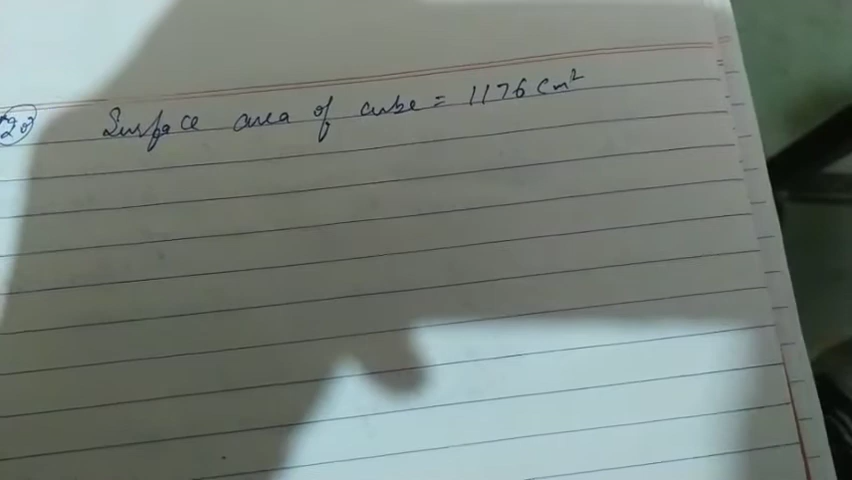 20 Surface area of cube = 1176 cm²